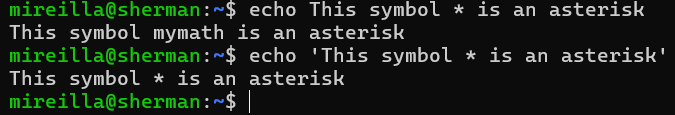 mireilla@sherman:~$ echo This symbol * is an asterisk
This symbol mymath is an asterisk
mireilla@sherman:~$ echo 'This symbol * is an asterisk'
This symbol * is an asterisk
mireilla@sherman:~$